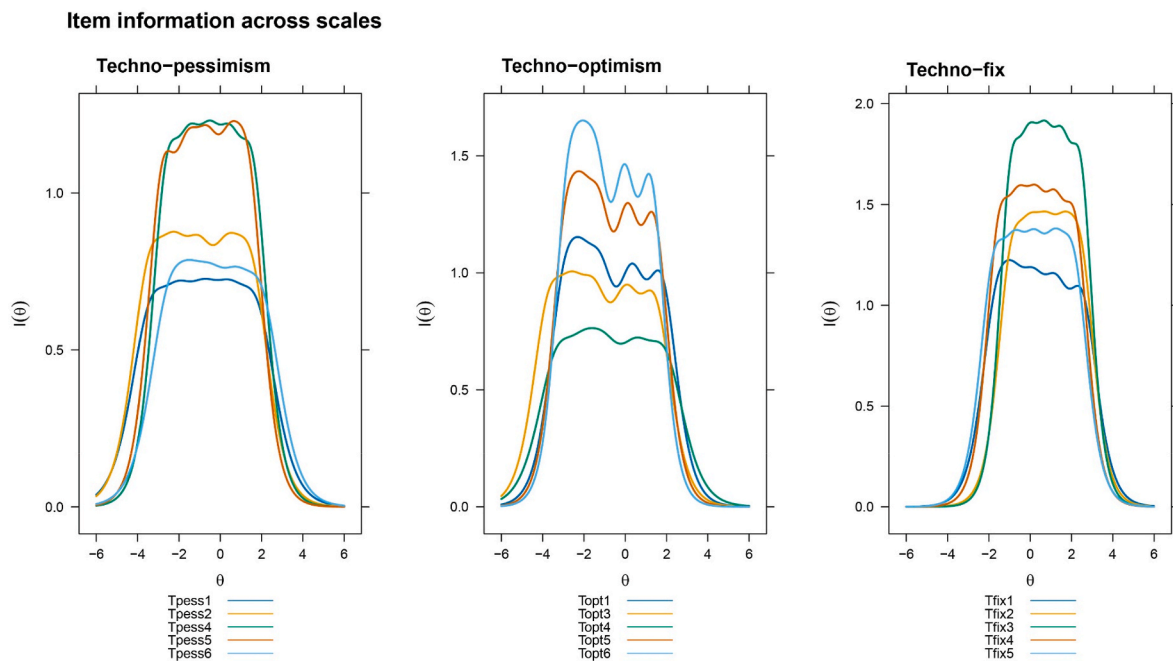 Item information across scales
Techno−pessimism
I(θ)
1.0
0.5
0.0
−6 −4 −2 0 2 4 6
θ
Tpess1
Tpess2
Tpess4
Tpess5
Tpess6
Techno−optimism
I(θ)
1.5
1.0
0.5
0.0
−6 −4 −2 0 2 4 6
θ
Topt1
Topt3
Topt4
Topt5
Topt6
Techno−fix
I(θ)
2.0
1.5
1.0
0.5
0.0
−6 −4 −2 0 2 4 6
θ
Tfix1
Tfix2
Tfix3
Tfix4
Tfix5